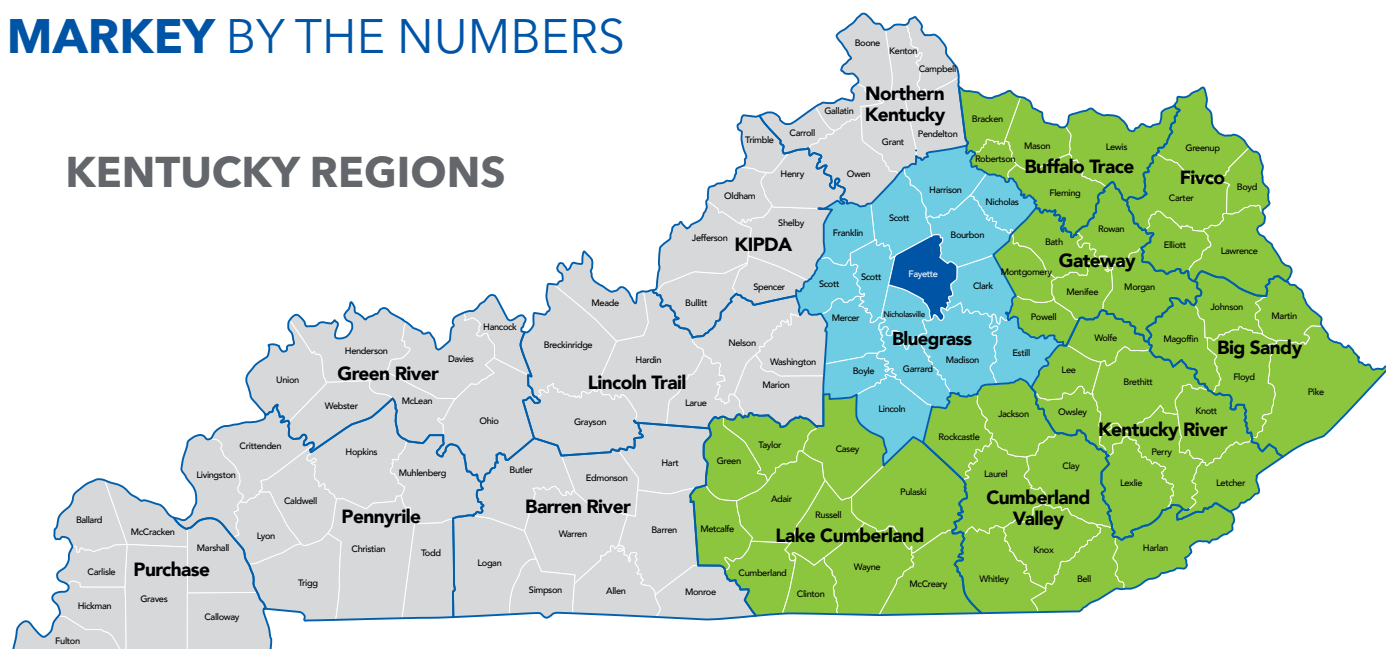 MARKEY BY THE NUMBERS
KENTUCKY REGIONS
Boone
Kenton
Campbell
Northern
Kentucky
Gallatin
Carroll
Grant
Pendelton
Owen
Trimble
Henry
Oldham
Shelby
Jefferson
KIPDA
Spencer
Bullitt
Bracken
Mason
Lewis
Robertson
Buffalo Trace
Fleming
Greenup
Fivco
Boyd
Carter
Elliott
Lawrence
Harrison
Nicholas
Scott
Franklin
Bourbon
Fayette
Scott
Scott
Clark
Mercer
Nicholasville
Bluegrass
Madison
Estill
Boyle
Garrard
Lincoln
Rowan
Bath
Gateway
Montgomery
Menifee
Morgan
Powell
Johnson
Martin
Magoffin
Big Sandy
Floyd
Pike
Wolfe
Lee
Brethitt
Owsley
Knott
Kentucky River
Perry
Lexlie
Letcher
Meade
Breckinridge
Hardin
Nelson
Washington
Lincoln Trail
Marion
Larue
Grayson
Hancock
Henderson
Davies
Green River
Union
McLean
Webster
Ohio
Crittenden
Hopkins
Livingston
Muhlenberg
Caldwell
Pennyrile
Lyon
Christian
Todd
Trigg
Ballard
McCracken
Marshall
Carlisle
Purchase
Hickman
Graves
Calloway
Fulton
Butler
Edmonson
Hart
Barren River
Warren
Barren
Logan
Simpson
Allen
Monroe
Taylor
Casey
Green
Adair
Pulaski
Russell
Metcalfe
Lake Cumberland
Wayne
Cumberland
Clinton
McCreary
Jackson
Rockcastle
Laurel
Clay
Cumberland
Valley
Knox
Harlan
Whitley
Bell